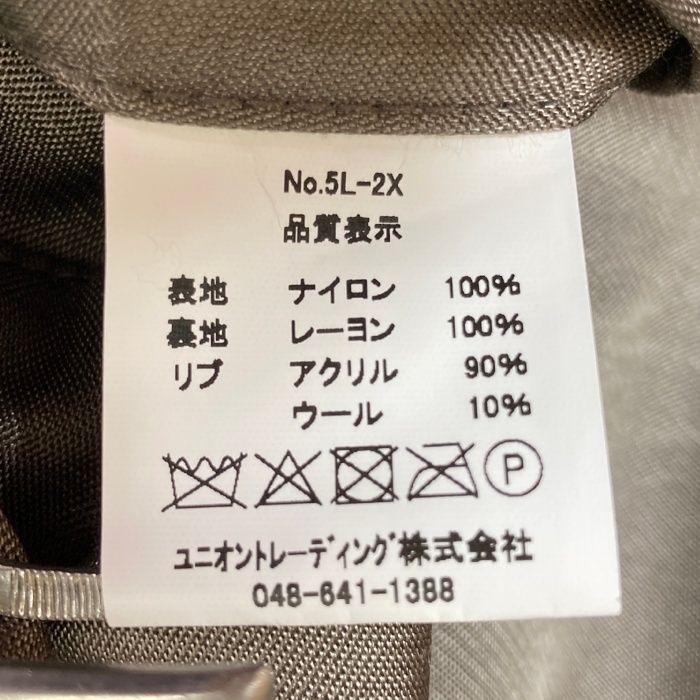 No.5L-2X
品質表示
表地 ナイロン 100%
裏地 レーヨン 100%
リブ アクリル 90%
ウール 10%
P
ユニオントレーディング株式会社
048-641-1388